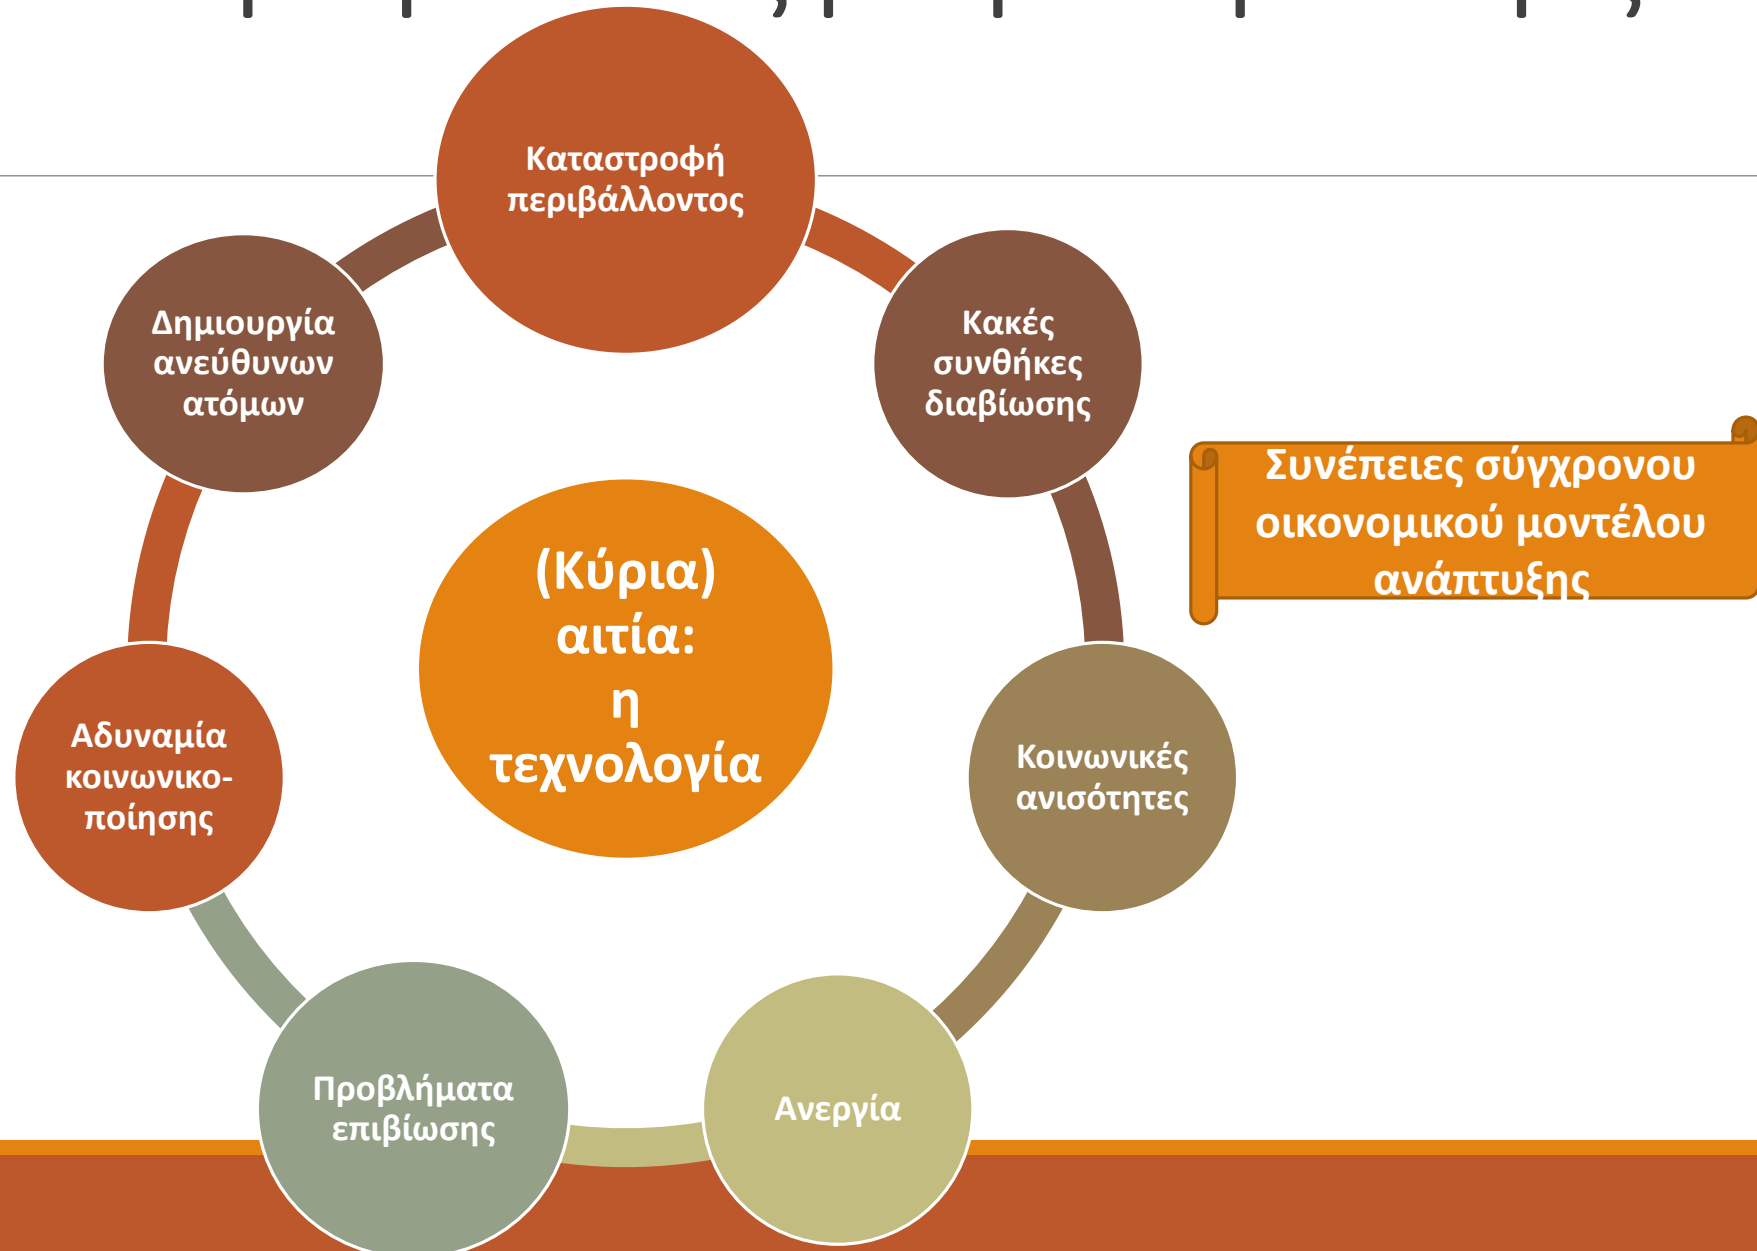 Καταστροφή
περιβάλλοντος
Κακές
συνθήκες
διαβίωσης
Κοινωνικές
ανισότητες
Ανεργία
Προβλήματα
επιβίωσης
Αδυναμία
κοινωνικο-
ποίησης
Δημιουργία
ανεύθυνων
ατόμων
(Κύρια)
αιτία:
η
τεχνολογία
Συνέπειες σύγχρονου
οικονομικού μοντέλου
ανάπτυξης